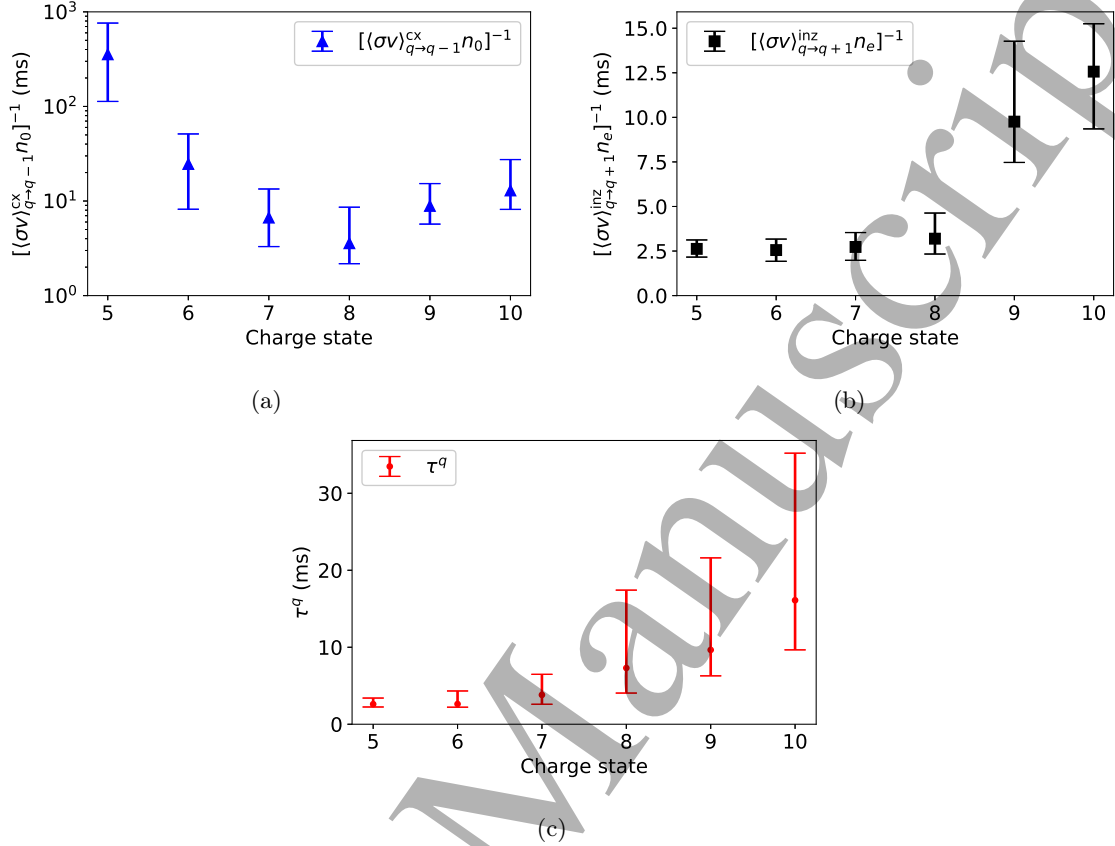 10³
10²
10¹
10⁰
[⟨σv⟩^cx_{q→q−1} n₀]⁻¹ (ms)
[⟨σv⟩^cx_{q→q−1} n₀]⁻¹
5 6 7 8 9 10
Charge state
(a)
15.0
12.5
10.0
7.5
5.0
2.5
0.0
[⟨σv⟩^inz_{q→q+1} nₑ]⁻¹ (ms)
[⟨σv⟩^inz_{q→q+1} nₑ]⁻¹
5 6 7 8 9 10
Charge state
(b)
30
20
10
0
τ^q (ms)
τ^q
5 6 7 8 9 10
Charge state
(c)
Manuscrip